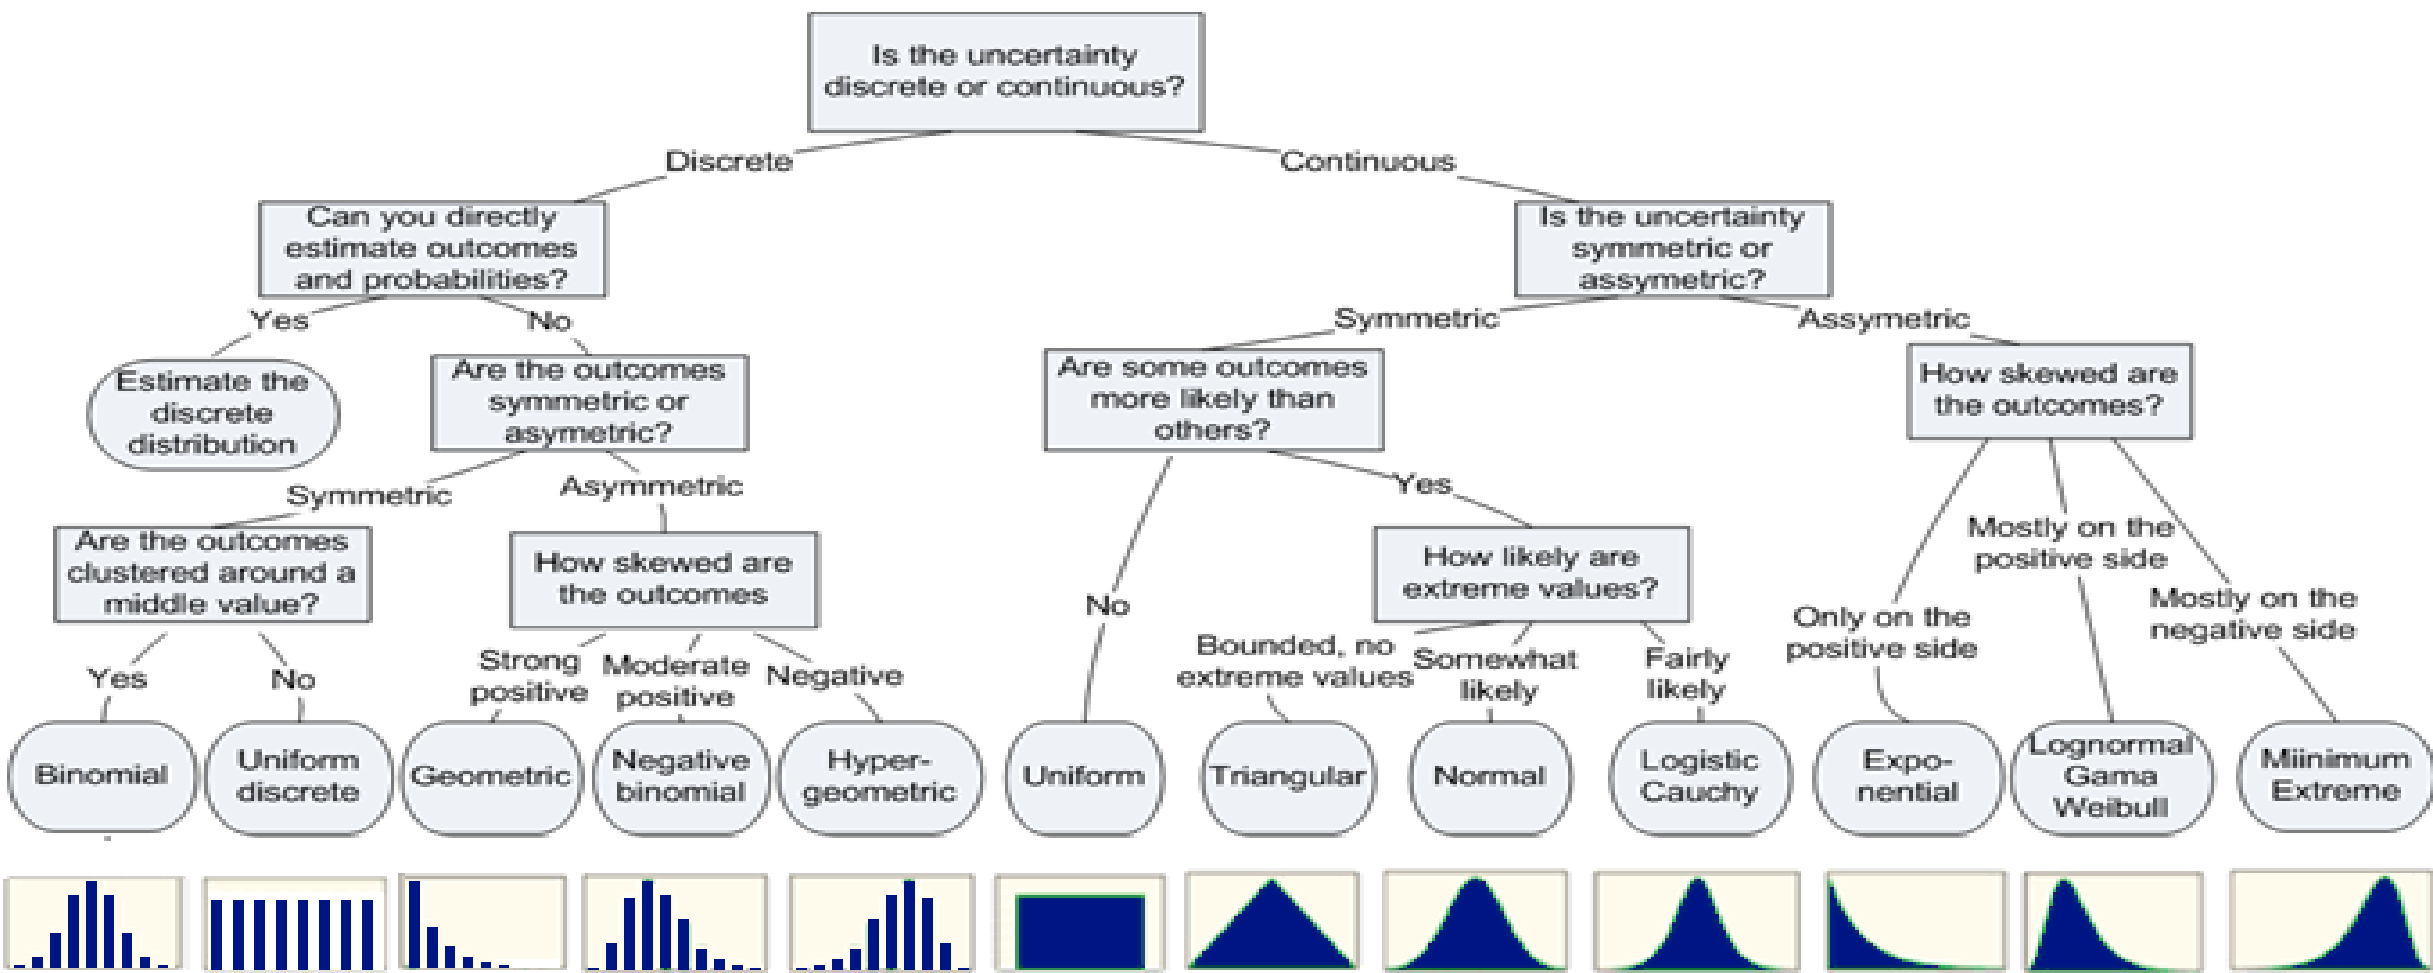 Is the uncertainty
discrete or continuous?
Discrete
Continuous
Can you directly
estimate outcomes
and probabilities?
Is the uncertainty
symmetric or
assymetric?
Yes
No
Symmetric
Assymetric
Estimate the
discrete
distribution
Are the outcomes
symmetric or
asymetric?
Are some outcomes
more likely than
others?
How skewed are
the outcomes?
Symmetric
Asymmetric
No
Yes
Are the outcomes
clustered around a
middle value?
How skewed are
the outcomes
How likely are
extreme values?
Only on the
positive side
Mostly on the
positive side
Mostly on the
negative side
Yes
No
Strong
positive
Moderate
positive
Negative
Bounded, no
extreme values
Somewhat
likely
Fairly
likely
Binomial
Uniform
discrete
Geometric
Negative
binomial
Hyper-
geometric
Uniform
Triangular
Normal
Logistic
Cauchy
Expo-
nential
Lognormal
Gama
Weibull
Miinimum
Extreme